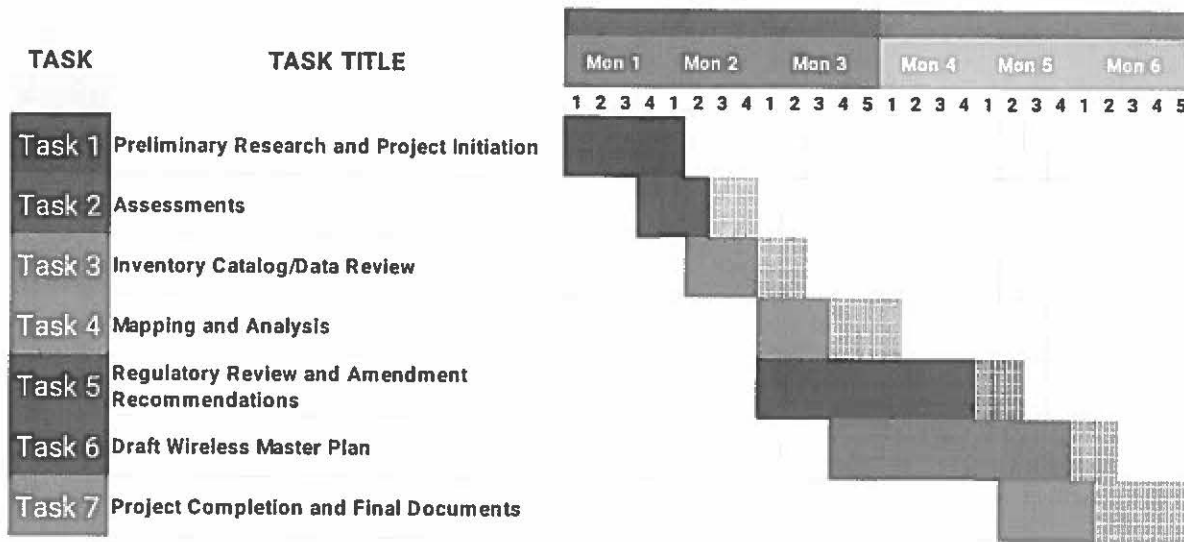 TASK TASK TITLE
Mon 1 Mon 2 Mon 3 Mon 4 Mon 5 Mon 6
1 2 3 4 1 2 3 4 1 2 3 4 5 1 2 3 4 1 2 3 4 1 2 3 4 5
Task 1 Preliminary Research and Project Initiation
Task 2 Assessments
Task 3 Inventory Catalog/Data Review
Task 4 Mapping and Analysis
Task 5 Regulatory Review and Amendment
Recommendations
Task 6 Draft Wireless Master Plan
Task 7 Project Completion and Final Documents